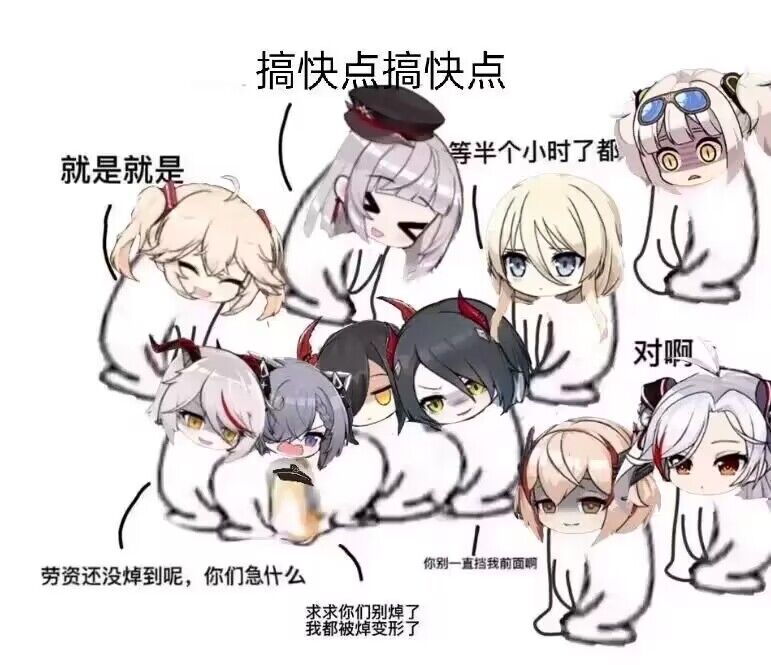 搞快点搞快点
等半个小时了都
就是就是
对啊
你别一直挡我前面啊
劳资还没焯到呢，你们急什么
求求你们别焯了
我都被焯变形了